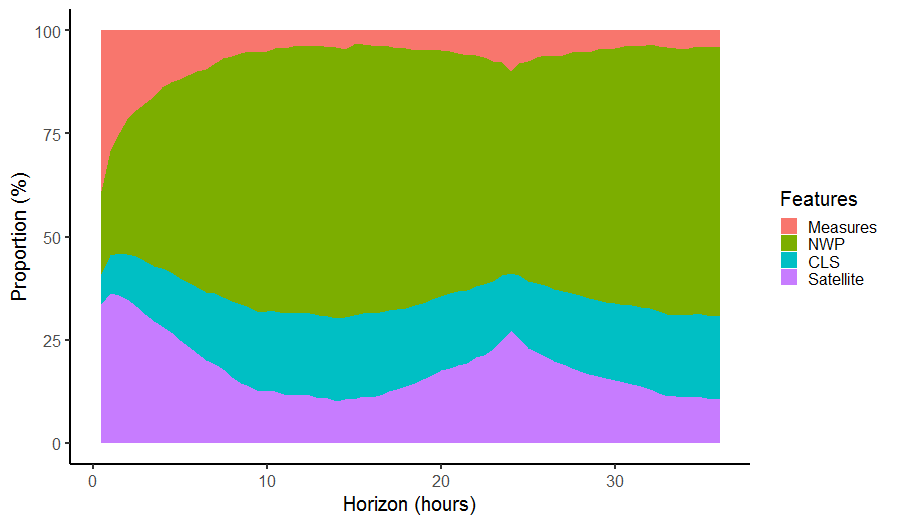 100
75
50
25
0
Proportion (%)
0 10 20 30
Horizon (hours)
Features
Measures
NWP
CLS
Satellite